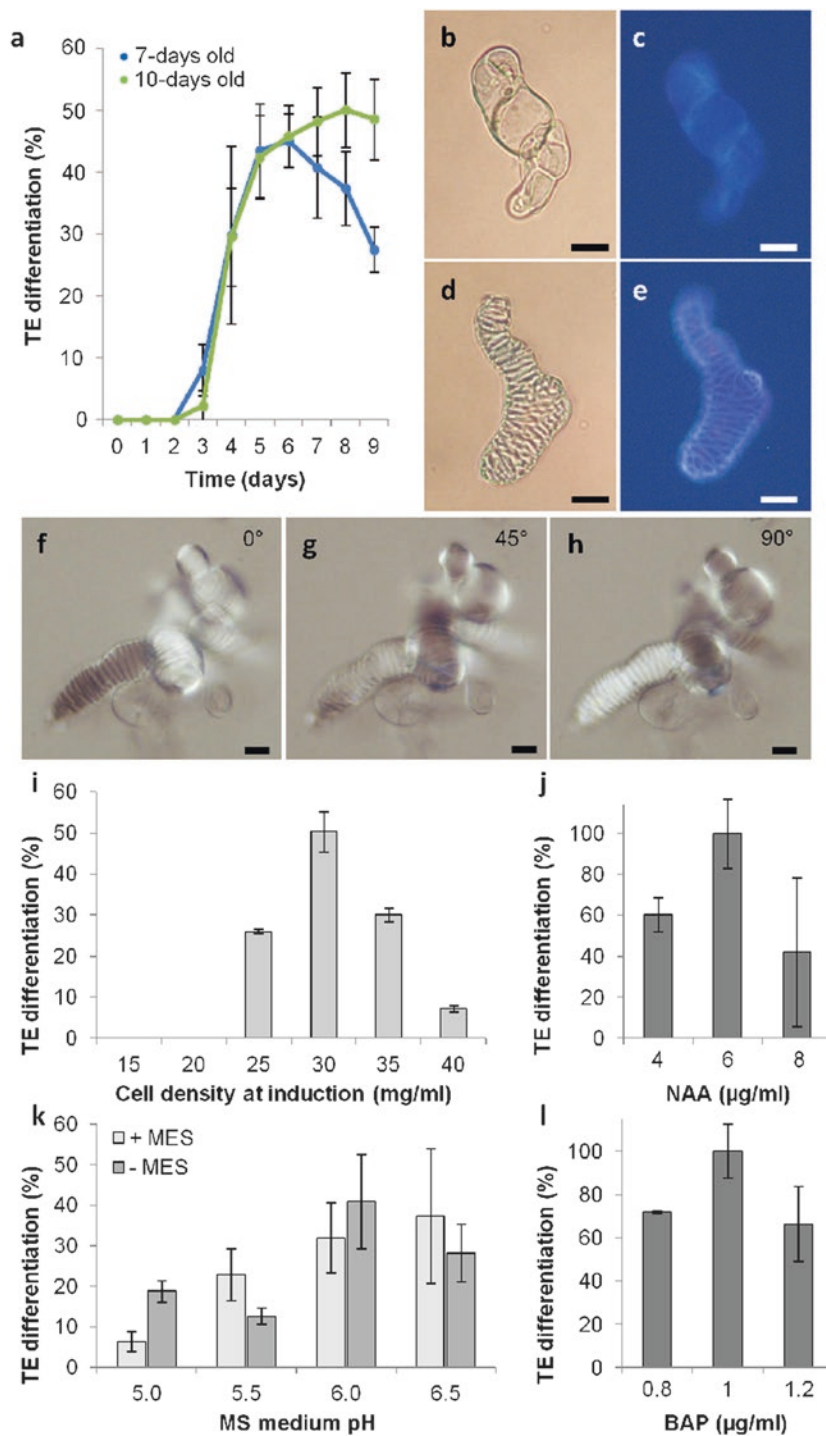 a
60
50
40
30
20
10
0
TE differentiation (%)
7-days old
10-days old
0 1 2 3 4 5 6 7 8 9
Time (days)
b
c
d
e
f
0°
g
45°
h
90°
i
60
50
40
30
20
10
0
TE differentiation (%)
15 20 25 30 35 40
Cell density at induction (mg/ml)
j
100
80
60
40
20
0
TE differentiation (%)
4 6 8
NAA (µg/ml)
k
+ MES
- MES
60
50
40
30
20
10
0
TE differentiation (%)
5.0 5.5 6.0 6.5
MS medium pH
l
100
80
60
40
20
0
TE differentiation (%)
0.8 1 1.2
BAP (µg/ml)